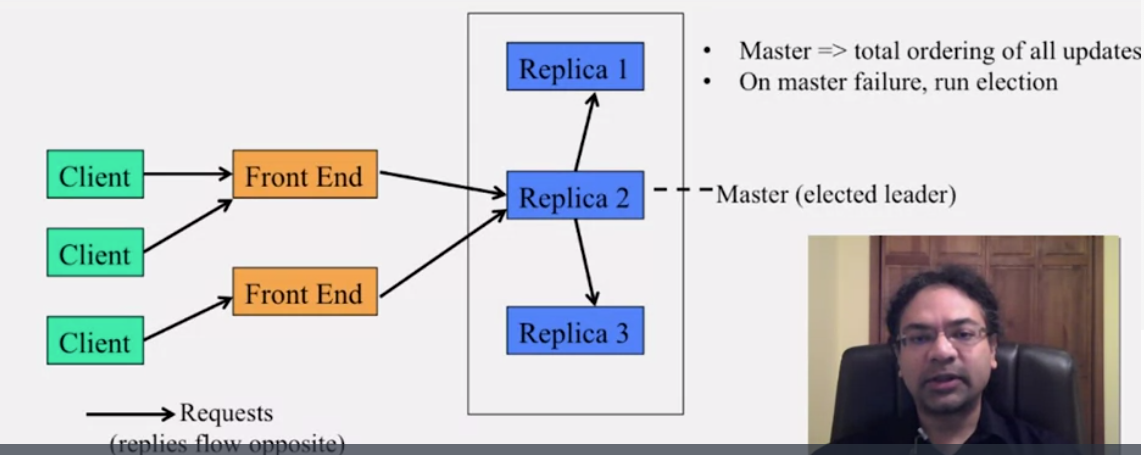 Replica 1
• Master => total ordering of all updates
• On master failure, run election
Client
Front End
Replica 2
Master (elected leader)
Client
Front End
Client
Replica 3
Requests
(replies flow opposite)